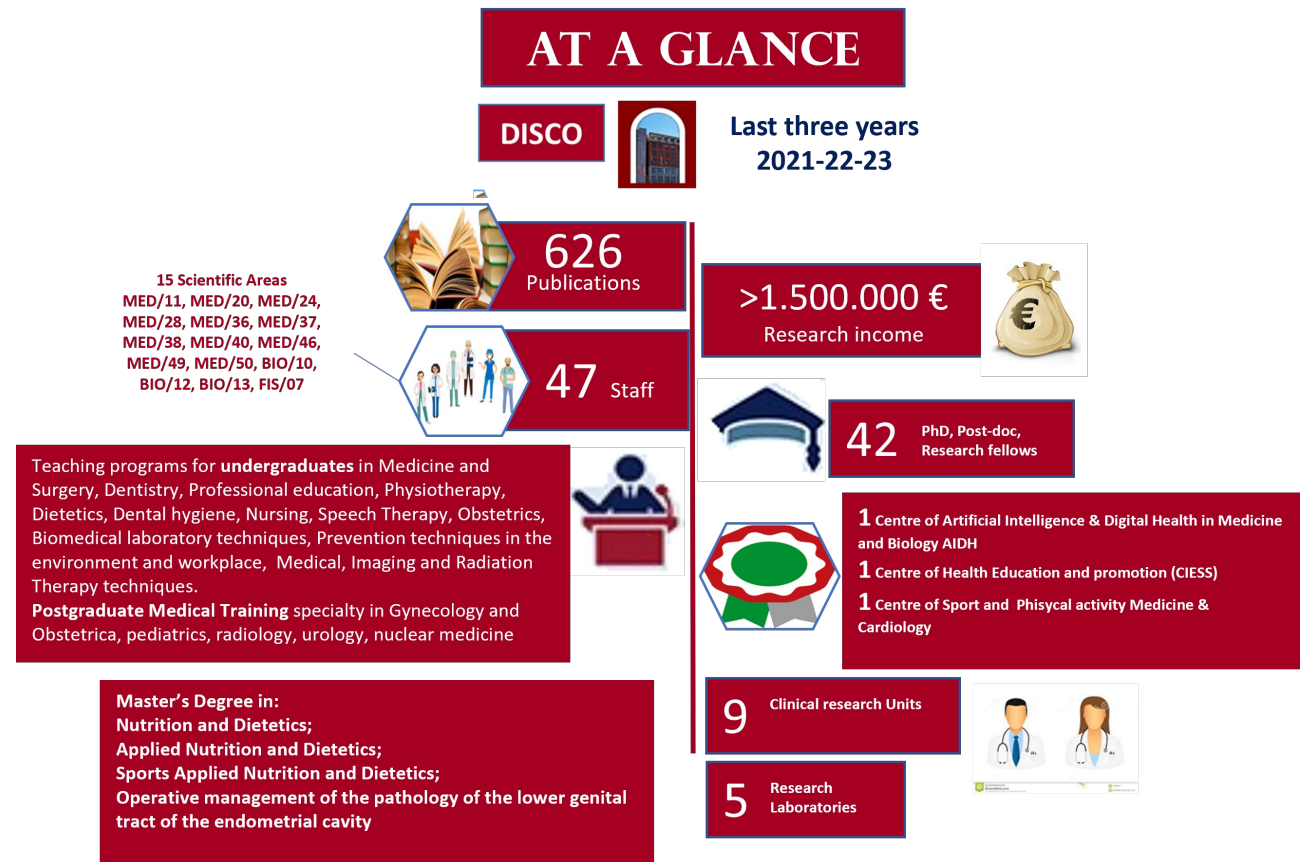 AT A GLANCE
DISCO
Last three years
2021-22-23
626
Publications
>1.500.000 €
Research income
15 Scientific Areas
MED/11, MED/20, MED/24,
MED/28, MED/36, MED/37,
MED/38, MED/40, MED/46,
MED/49, MED/50, BIO/10,
BIO/12, BIO/13, FIS/07
47 Staff
42 PhD, Post-doc,
Research fellows
Teaching programs for undergraduates in Medicine and
Surgery, Dentistry, Professional education, Physiotherapy,
Dietetics, Dental hygiene, Nursing, Speech Therapy, Obstetrics,
Biomedical laboratory techniques, Prevention techniques in the
environment and workplace, Medical, Imaging and Radiation
Therapy techniques.
Postgraduate Medical Training specialty in Gynecology and
Obstetrica, pediatrics, radiology, urology, nuclear medicine
1 Centre of Artificial Intelligence & Digital Health in Medicine
and Biology AIDH
1 Centre of Health Education and promotion (CIESS)
1 Centre of Sport and Phisycal activity Medicine &
Cardiology
Master's Degree in:
Nutrition and Dietetics;
Applied Nutrition and Dietetics;
Sports Applied Nutrition and Dietetics;
Operative management of the pathology of the lower genital
tract of the endometrial cavity
9 Clinical research Units
5 Research
Laboratories